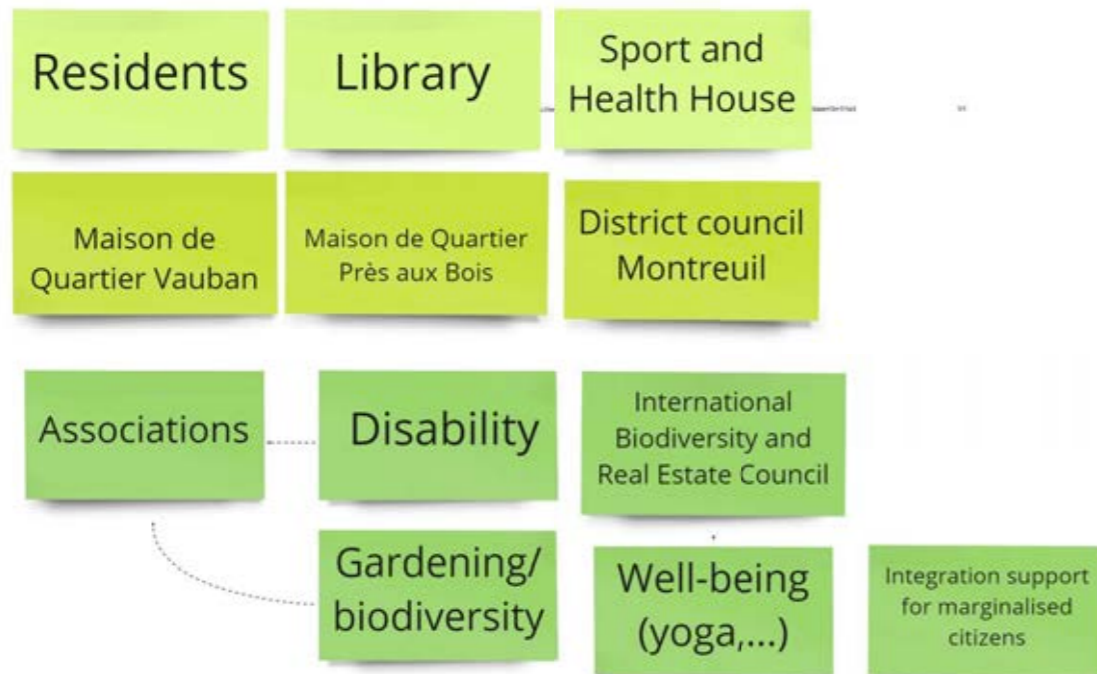 Residents
Library
Sport and
Health House
Maison de
Quartier Vauban
Maison de Quartier
Près aux Bois
District council
Montreuil
Associations
Disability
International
Biodiversity and
Real Estate Council
Gardening/
biodiversity
Well-being
(yoga,...)
Integration support
for marginalised
citizens